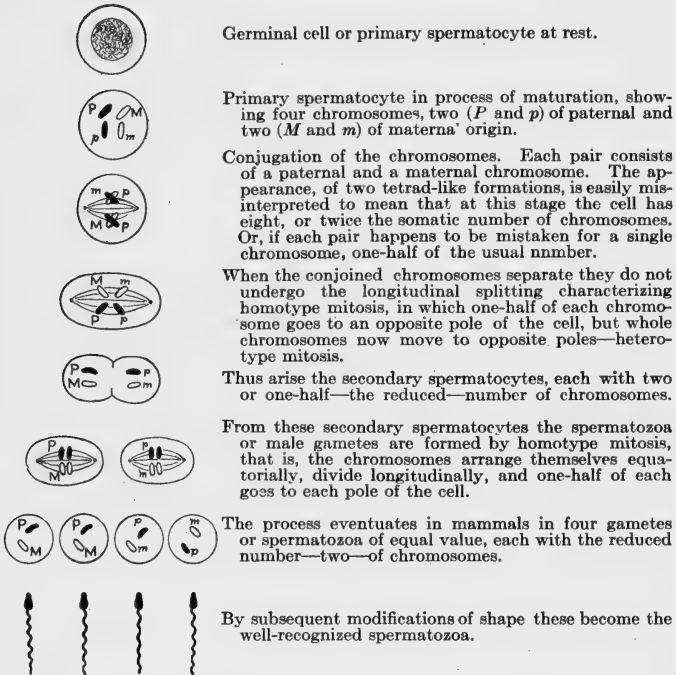 Germinal cell or primary spermatocyte at rest.
P M
p m
Primary spermatocyte in process of maturation, show-
ing four chromosomes, two (P and p) of paternal and
two (M and m) of materna' origin.
m p
M p
Conjugation of the chromosomes. Each pair consists
of a paternal and a maternal chromosome. The ap-
pearance, of two tetrad-like formations, is easily mis-
interpreted to mean that at this stage the cell has
eight, or twice the somatic number of chromosomes.
Or, if each pair happens to be mistaken for a single
chromosome, one-half of the usual nnmber.
M m
P p
When the conjoined chromosomes separate they do not
undergo the longitudinal splitting characterizing
homotype mitosis, in which one-half of each chromo-
some goes to an opposite pole of the cell, but whole
chromosomes now move to opposite poles—hetero-
type mitosis.
P p
M m
Thus arise the secondary spermatocytes, each with two
or one-half—the reduced—number of chromosomes.
P p
M m
From these secondary spermatocytes the spermatozoa
or male gametes are formed by homotype mitosis,
that is, the chromosomes arrange themselves equa-
torially, divide longitudinally, and one-half of each
goes to each pole of the cell.
P P p m
M M m p
The process eventuates in mammals in four gametes
or spermatozoa of equal value, each with the reduced
number—two—of chromosomes.
By subsequent modifications of shape these become the
well-recognized spermatozoa.